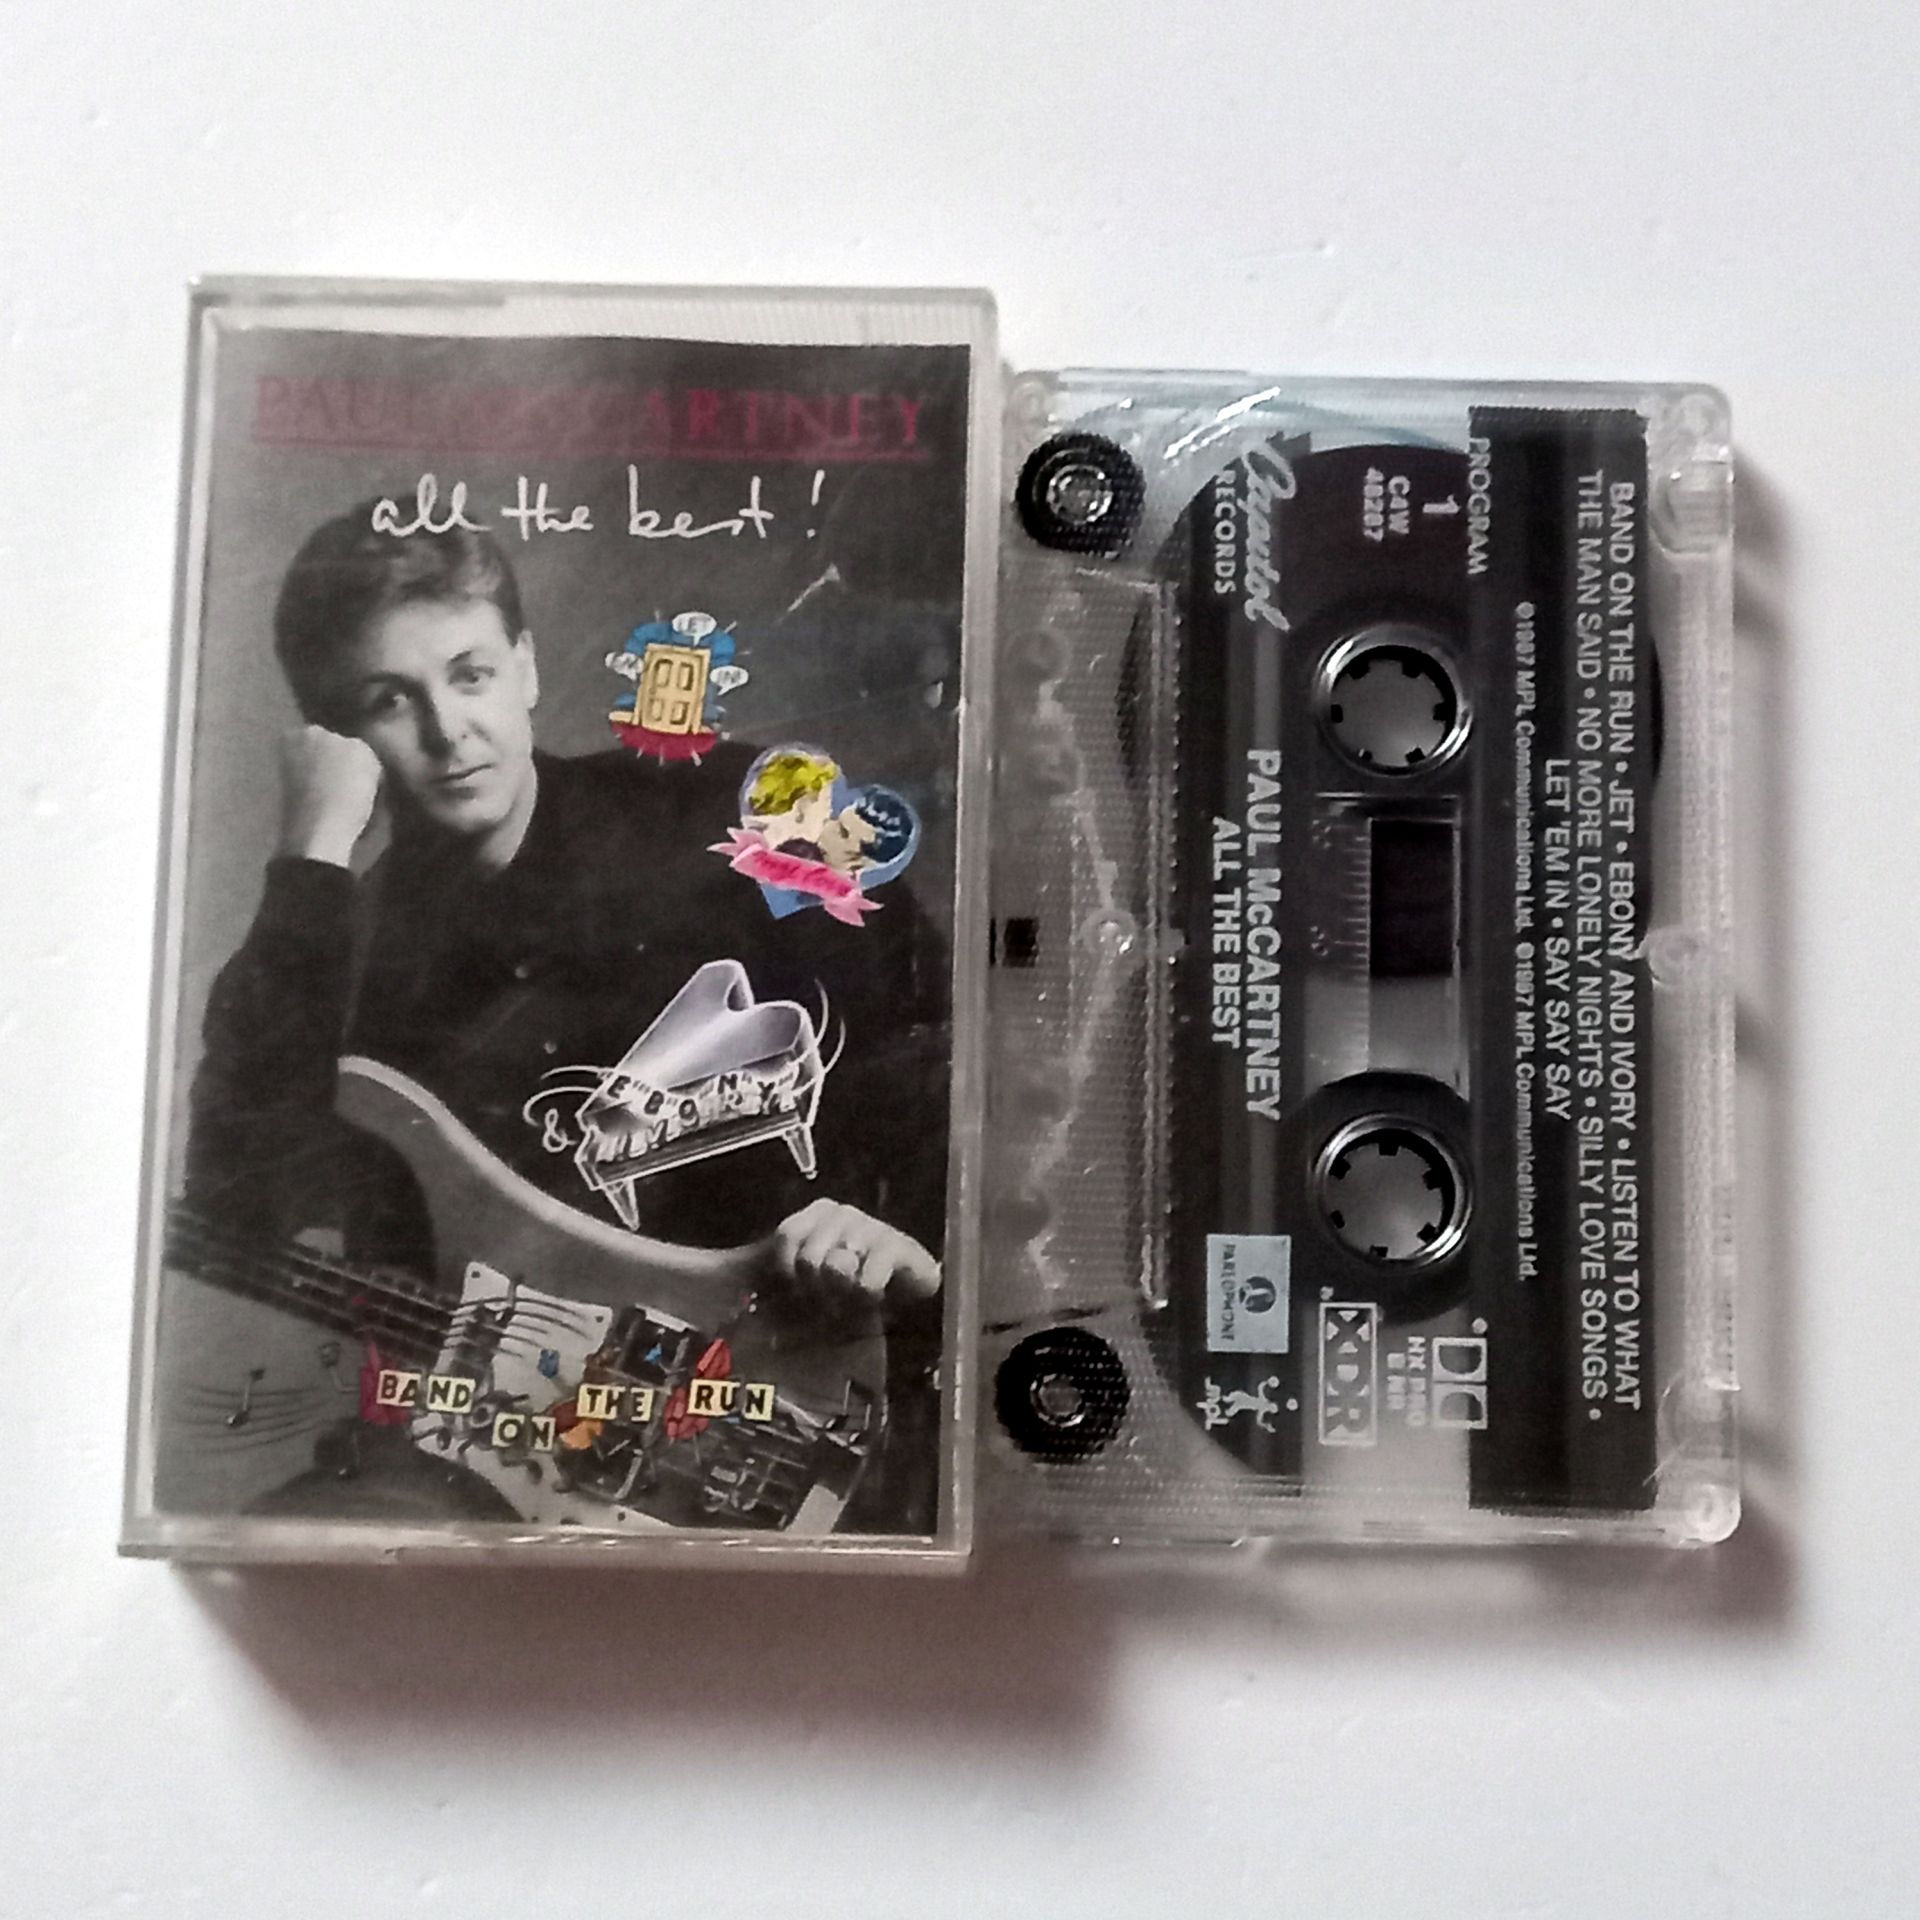 PAUL McCARTNEY
all the best!
LET
'EM
IN!
"E"B"O"N"Y"
&
BAND
ON
THE
RUN
BAND ON THE RUN • JET • EBONY AND IVORY • LISTEN TO WHAT
THE MAN SAID • NO MORE LONELY NIGHTS • SILLY LOVE SONGS •
LET 'EM IN • SAY SAY SAY
℗1987 MPL Communications Ltd. ©1987 MPL Communications Ltd.
PROGRAM
1
C4W
48287
Capitol
RECORDS
PAUL McCARTNEY
ALL THE BEST
PARLOPHONE
mpl
XDR
HX PRO
B NR